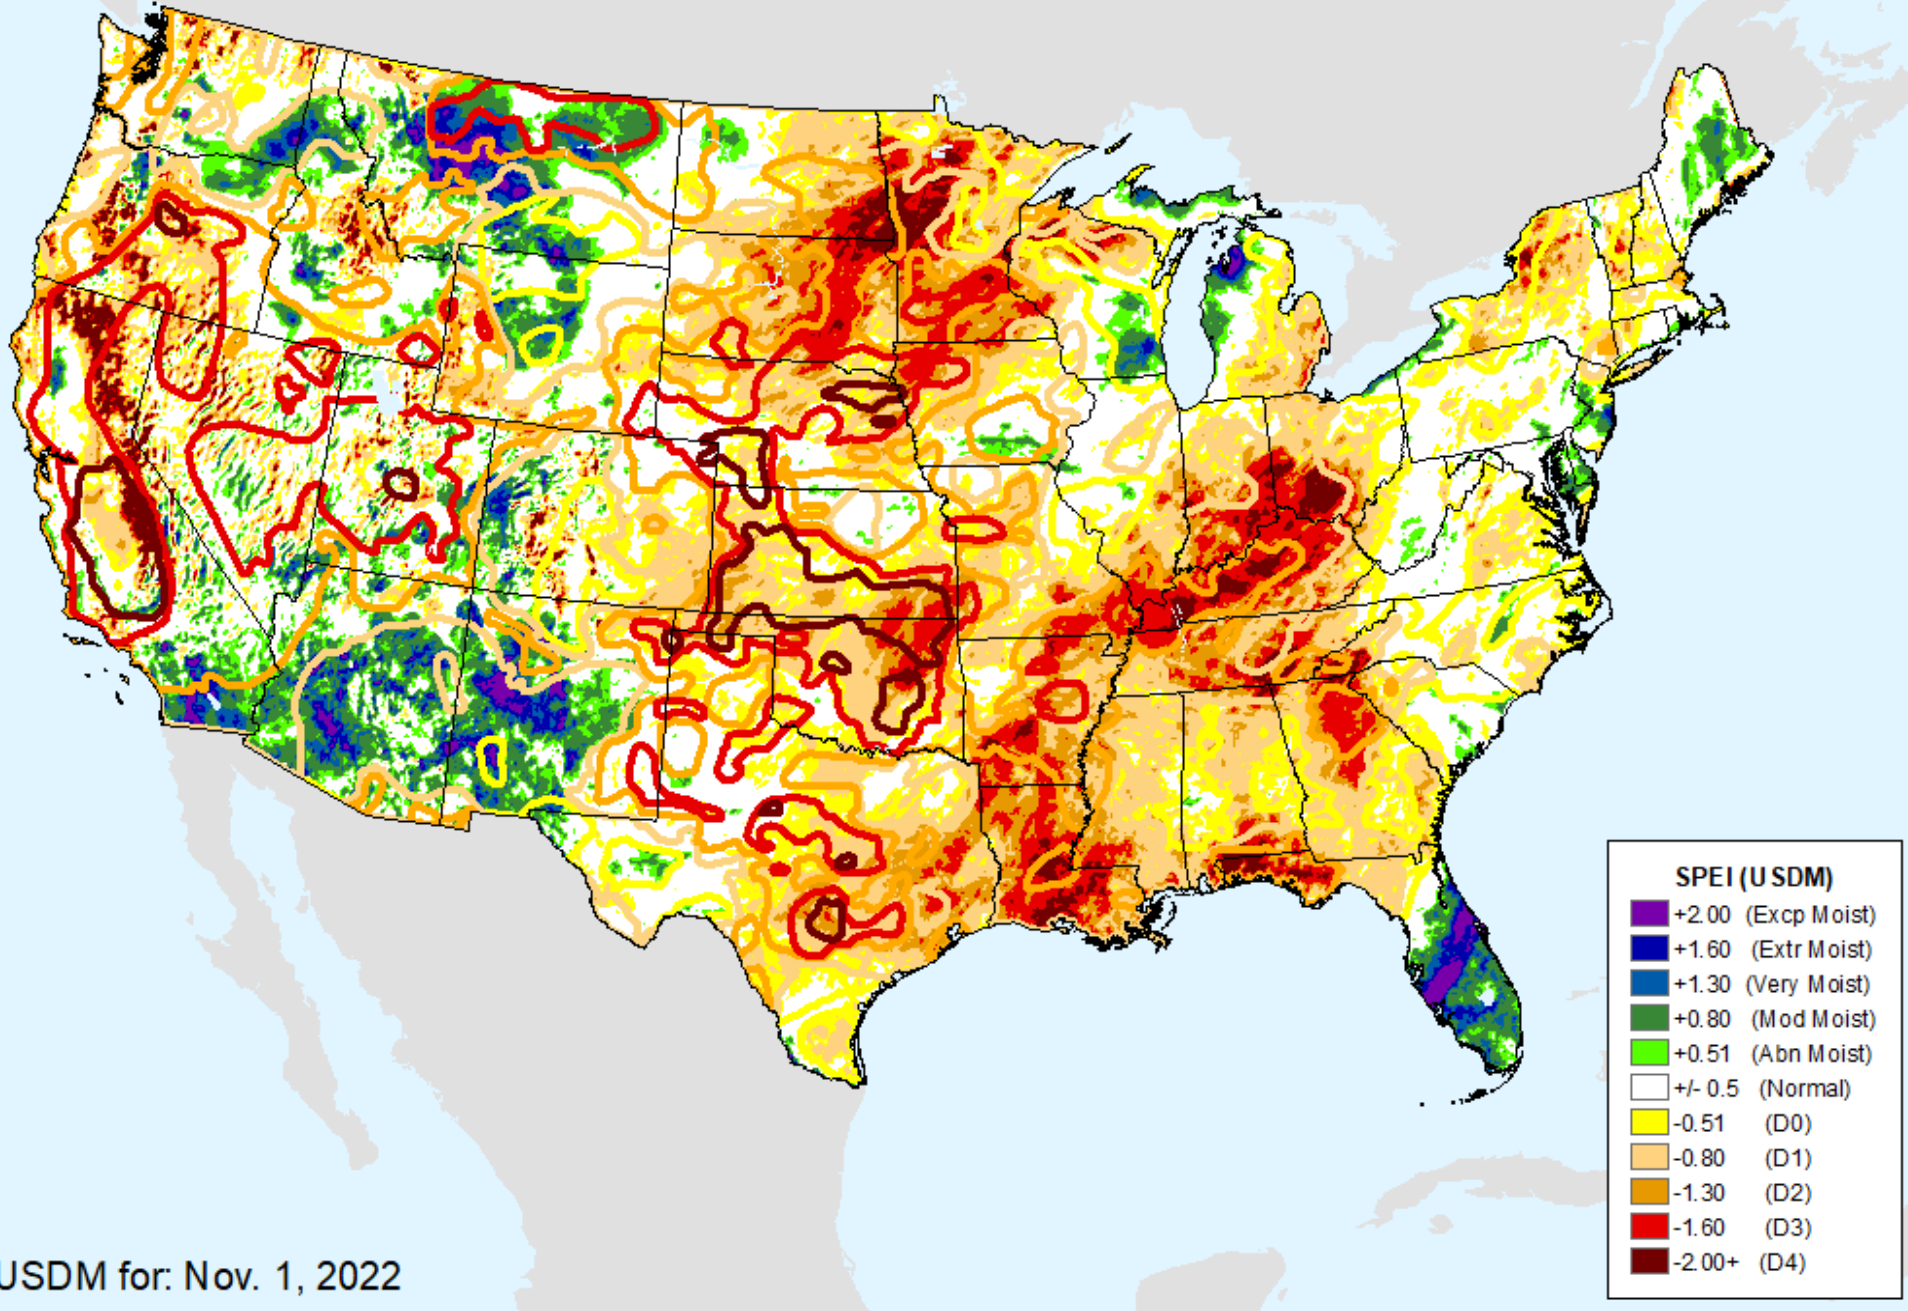 SPEI (USDM)
+2.00 (Excp Moist)
+1.60 (Extr Moist)
+1.30 (Very Moist)
+0.80 (Mod Moist)
+0.51 (Abn Moist)
+/- 0.5 (Normal)
-0.51 (D0)
-0.80 (D1)
-1.30 (D2)
-1.60 (D3)
-2.00+ (D4)
USDM for: Nov. 1, 2022